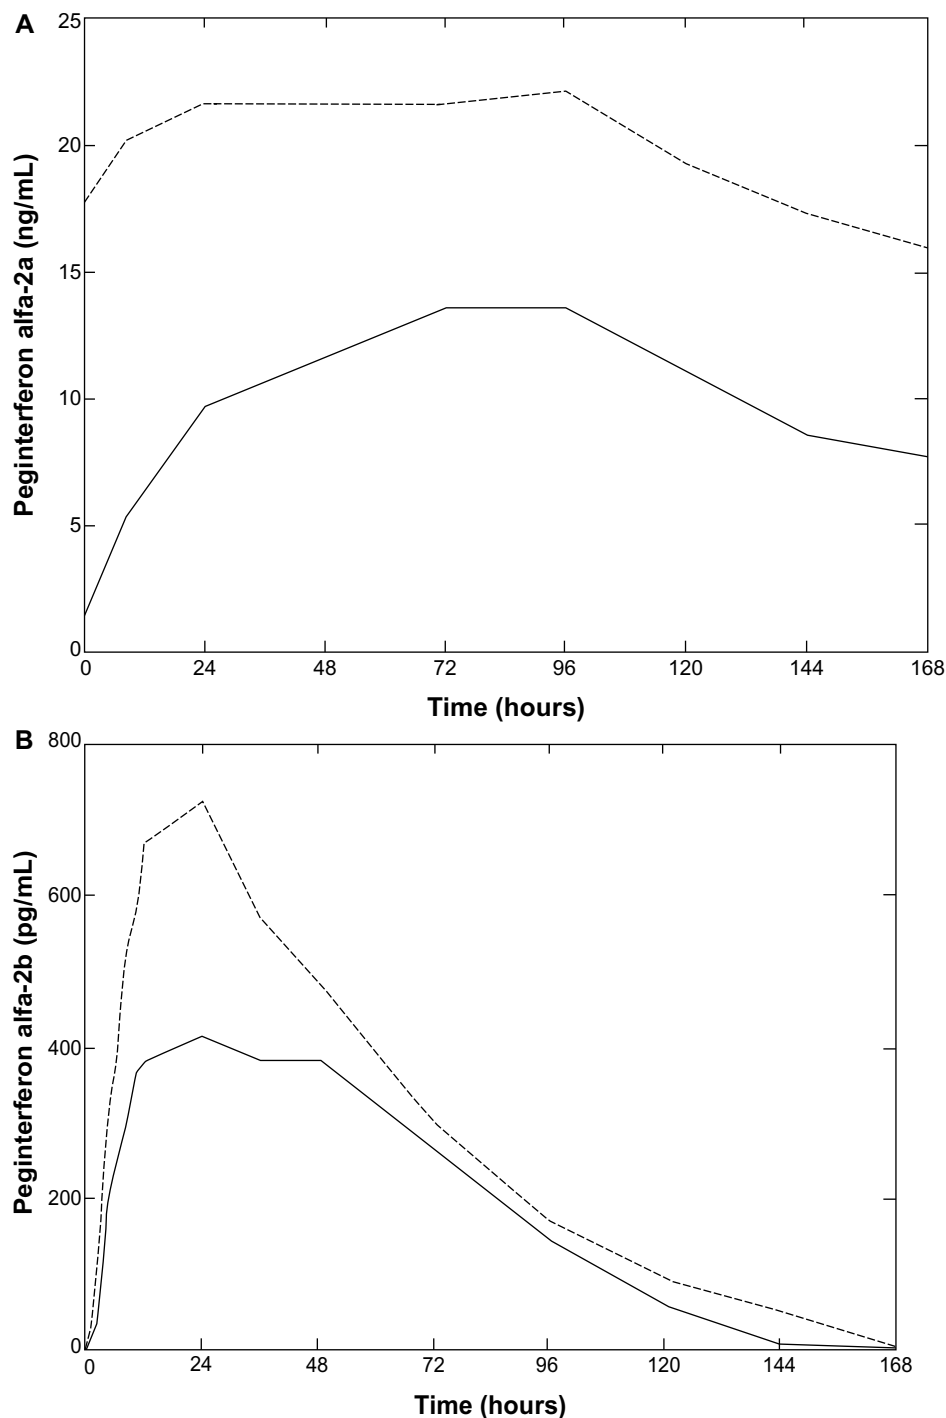 A
25
20
15
10
5
0
Peginterferon alfa-2a (ng/mL)
0 24 48 72 96 120 144 168
Time (hours)
B
800
600
400
200
0
Peginterferon alfa-2b (pg/mL)
0 24 48 72 96 120 144 168
Time (hours)